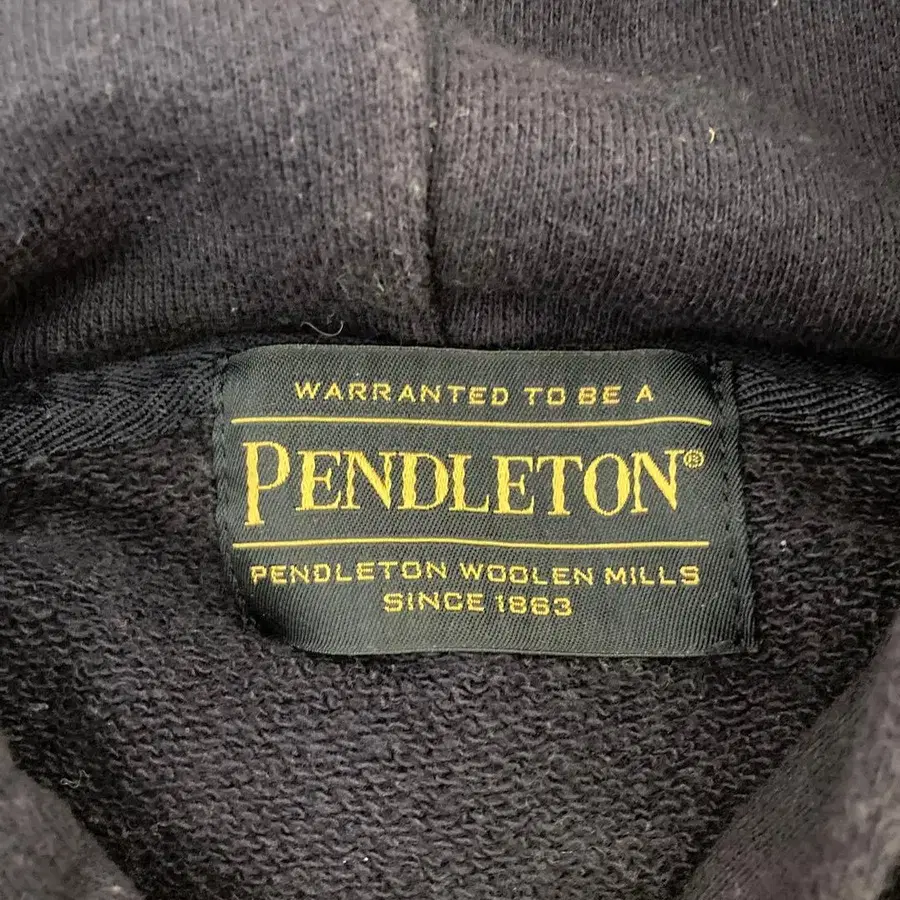 WARRANTED TO BE A
PENDLETON®
PENDLETON WOOLEN MILLS
SINCE 1863